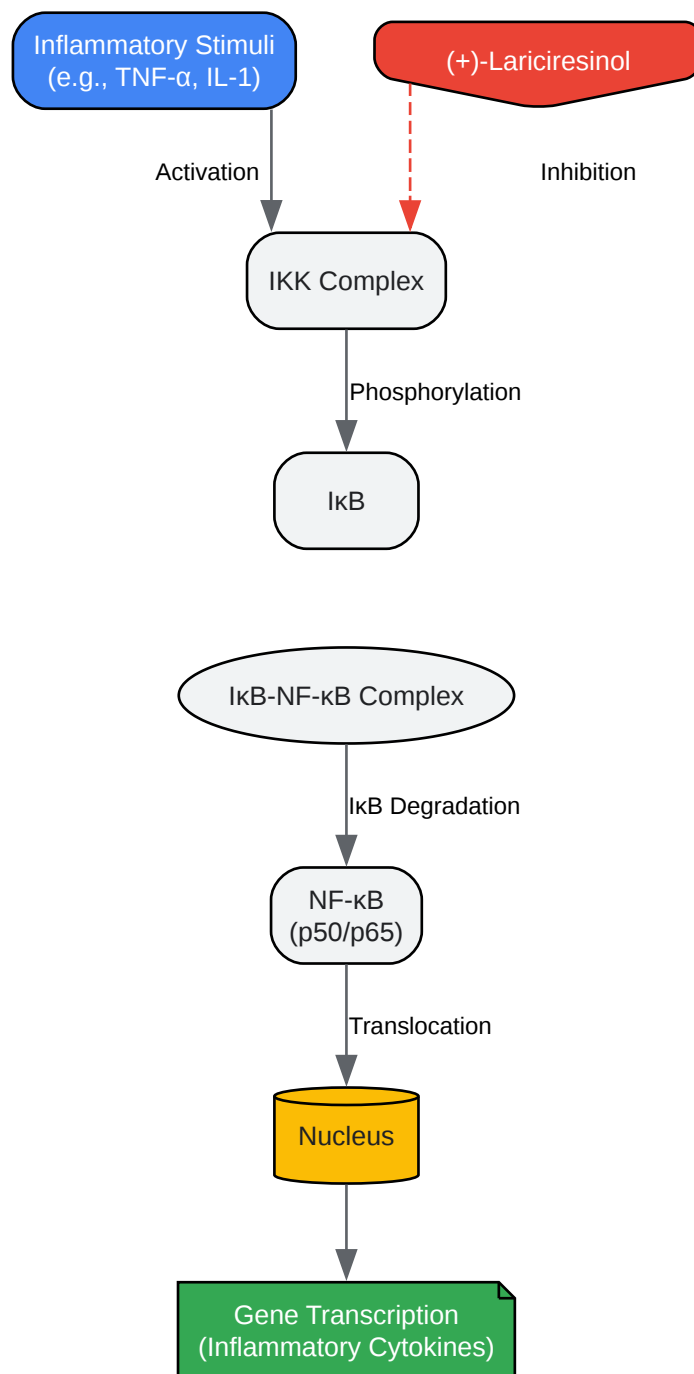 Inflammatory Stimuli
(e.g., TNF-α, IL-1)
(+)-Lariciresinol
Activation
Inhibition
IKK Complex
Phosphorylation
IκB
IκB-NF-κB Complex
IκB Degradation
NF-κB
(p50/p65)
Translocation
Nucleus
Gene Transcription
(Inflammatory Cytokines)